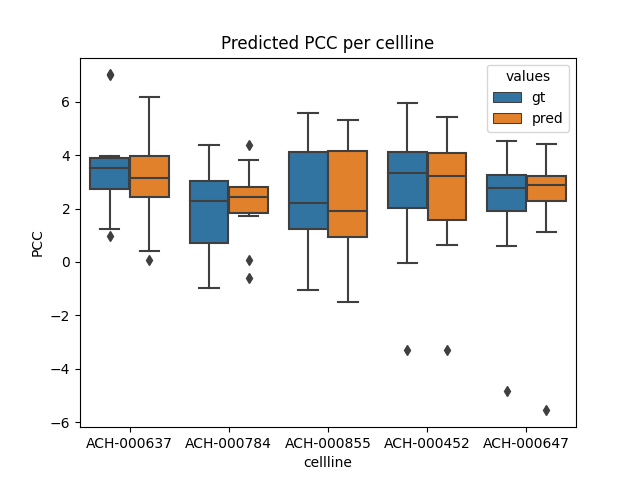 Predicted PCC per cellline
values
gt
pred
PCC
6
4
2
0
−2
−4
−6
ACH-000637 ACH-000784 ACH-000855 ACH-000452 ACH-000647
cellline